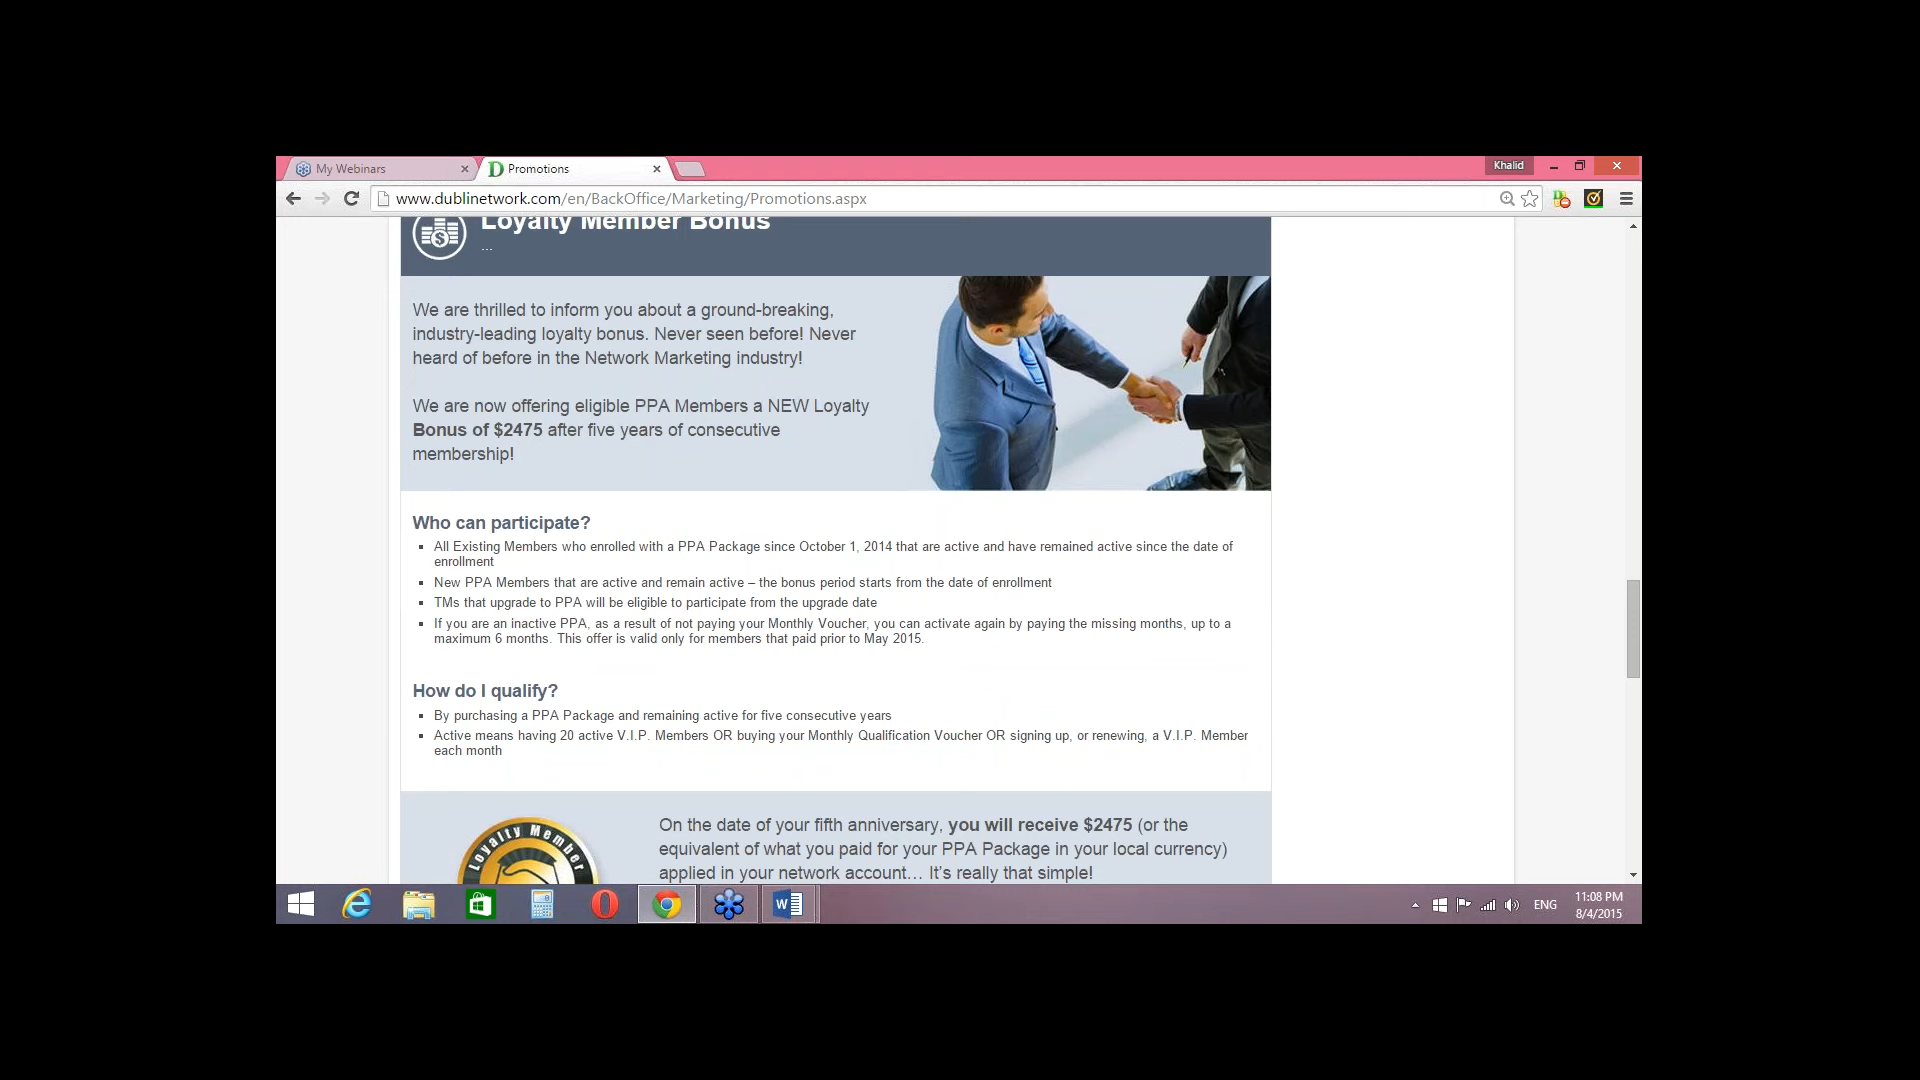 My Webinars
Promotions
Khalid
www.dublinetwork.com/en/BackOffice/Marketing/Promotions.aspx
Loyalty Member Bonus
...
We are thrilled to inform you about a ground-breaking,
industry-leading loyalty bonus. Never seen before! Never
heard of before in the Network Marketing industry!
We are now offering eligible PPA Members a NEW Loyalty
Bonus of $2475 after five years of consecutive
membership!
Who can participate?
All Existing Members who enrolled with a PPA Package since October 1, 2014 that are active and have remained active since the date of
enrollment
New PPA Members that are active and remain active – the bonus period starts from the date of enrollment
TMs that upgrade to PPA will be eligible to participate from the upgrade date
If you are an inactive PPA, as a result of not paying your Monthly Voucher, you can activate again by paying the missing months, up to a
maximum 6 months. This offer is valid only for members that paid prior to May 2015.
How do I qualify?
By purchasing a PPA Package and remaining active for five consecutive years
Active means having 20 active V.I.P. Members OR buying your Monthly Qualification Voucher OR signing up, or renewing, a V.I.P. Member
each month
Loyalty Member
On the date of your fifth anniversary, you will receive $2475 (or the
equivalent of what you paid for your PPA Package in your local currency)
applied in your network account… It’s really that simple!
ENG
11:08 PM
8/4/2015